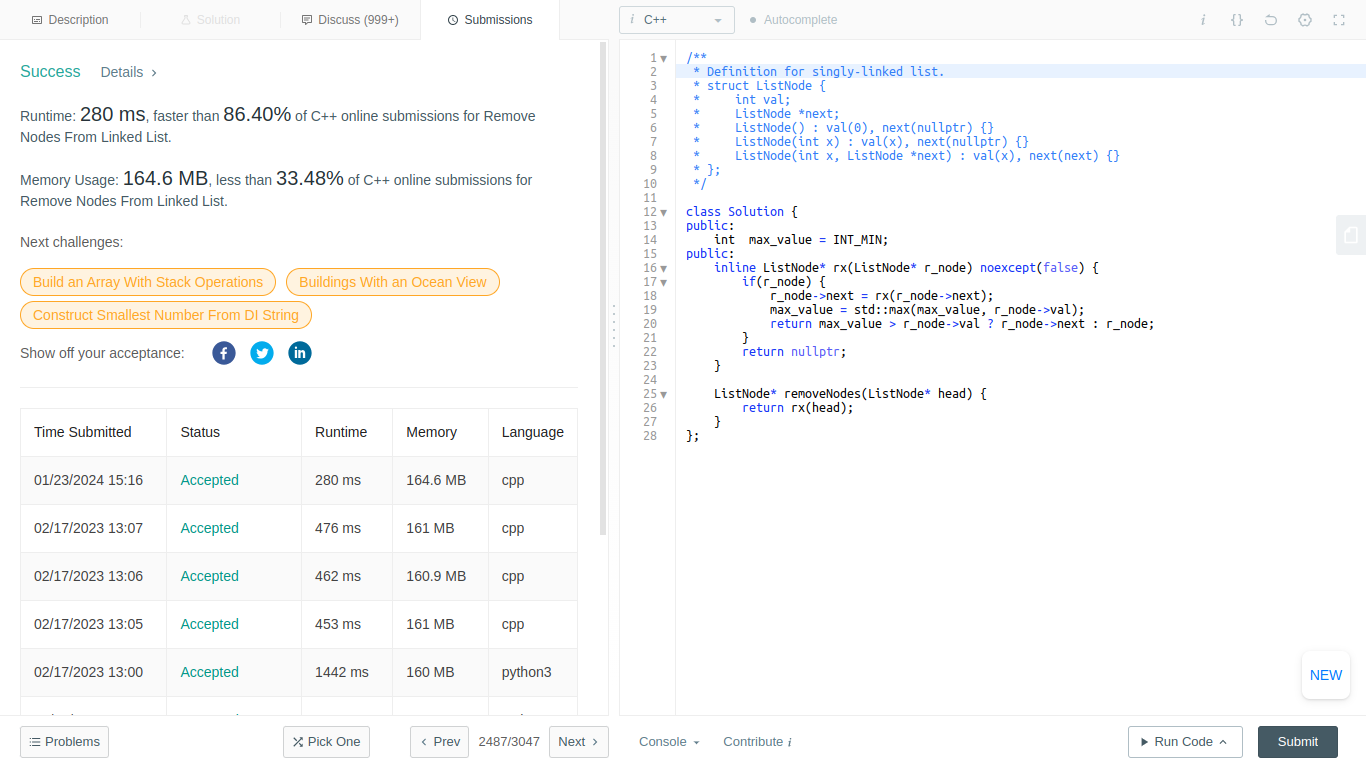 Description
Solution
Discuss (999+)
Submissions
i C++
Autocomplete
i {}
Success Details
Runtime: 280 ms, faster than 86.40% of C++ online submissions for Remove
Nodes From Linked List.
Memory Usage: 164.6 MB, less than 33.48% of C++ online submissions for
Remove Nodes From Linked List.
Next challenges:
Build an Array With Stack Operations
Buildings With an Ocean View
Construct Smallest Number From DI String
Show off your acceptance:
Time Submitted Status Runtime Memory Language
01/23/2024 15:16 Accepted 280 ms 164.6 MB cpp
02/17/2023 13:07 Accepted 476 ms 161 MB cpp
02/17/2023 13:06 Accepted 462 ms 160.9 MB cpp
02/17/2023 13:05 Accepted 453 ms 161 MB cpp
02/17/2023 13:00 Accepted 1442 ms 160 MB python3
1 /**
2  * Definition for singly-linked list.
3  * struct ListNode {
4  *     int val;
5  *     ListNode *next;
6  *     ListNode() : val(0), next(nullptr) {}
7  *     ListNode(int x) : val(x), next(nullptr) {}
8  *     ListNode(int x, ListNode *next) : val(x), next(next) {}
9  * };
10  */
11
12 class Solution {
13 public:
14     int  max_value = INT_MIN;
15 public:
16     inline ListNode* rx(ListNode* r_node) noexcept(false) {
17         if(r_node) {
18             r_node->next = rx(r_node->next);
19             max_value = std::max(max_value, r_node->val);
20             return max_value > r_node->val ? r_node->next : r_node;
21         }
22         return nullptr;
23     }
24
25     ListNode* removeNodes(ListNode* head) {
26         return rx(head);
27     }
28 };
NEW
Problems
Pick One
Prev
2487/3047
Next
Console
Contribute i
Run Code
Submit